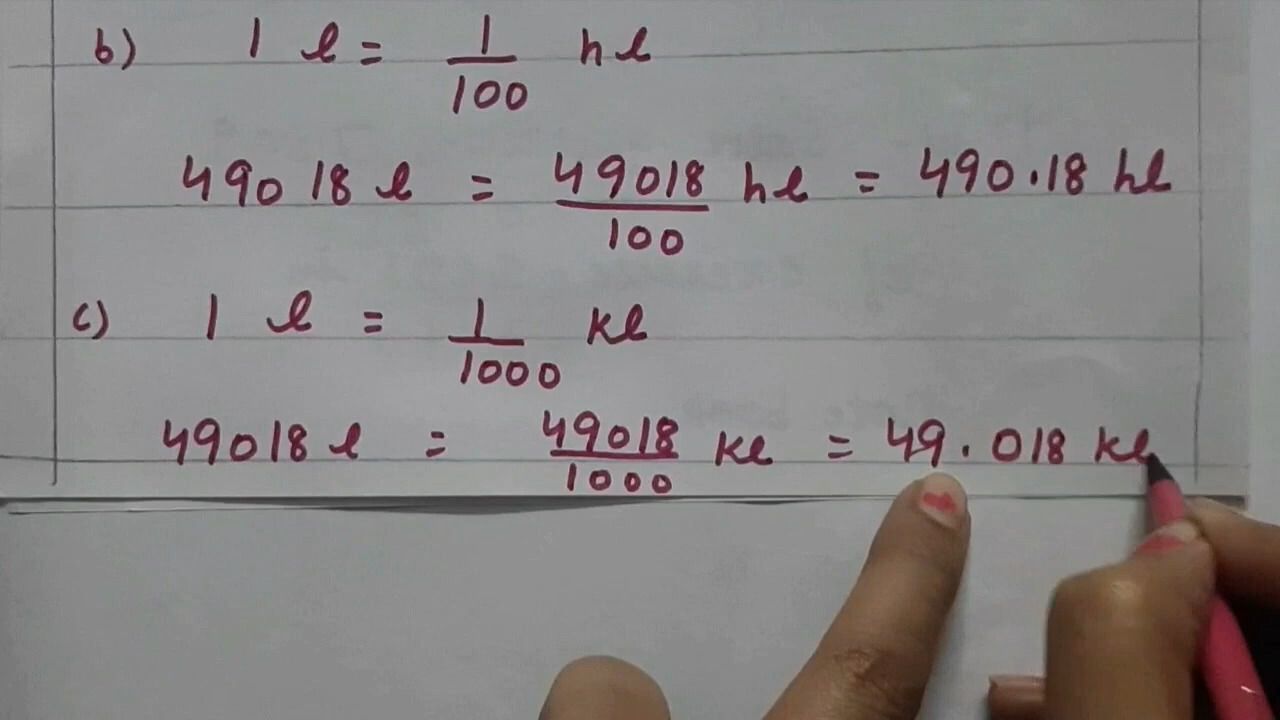 b) 1 l = 1/100 hl
49018 l = 49018/100 hl = 490.18 hl
c) 1 l = 1/1000 kl
49018 l = 49018/1000 kl = 49.018 kl